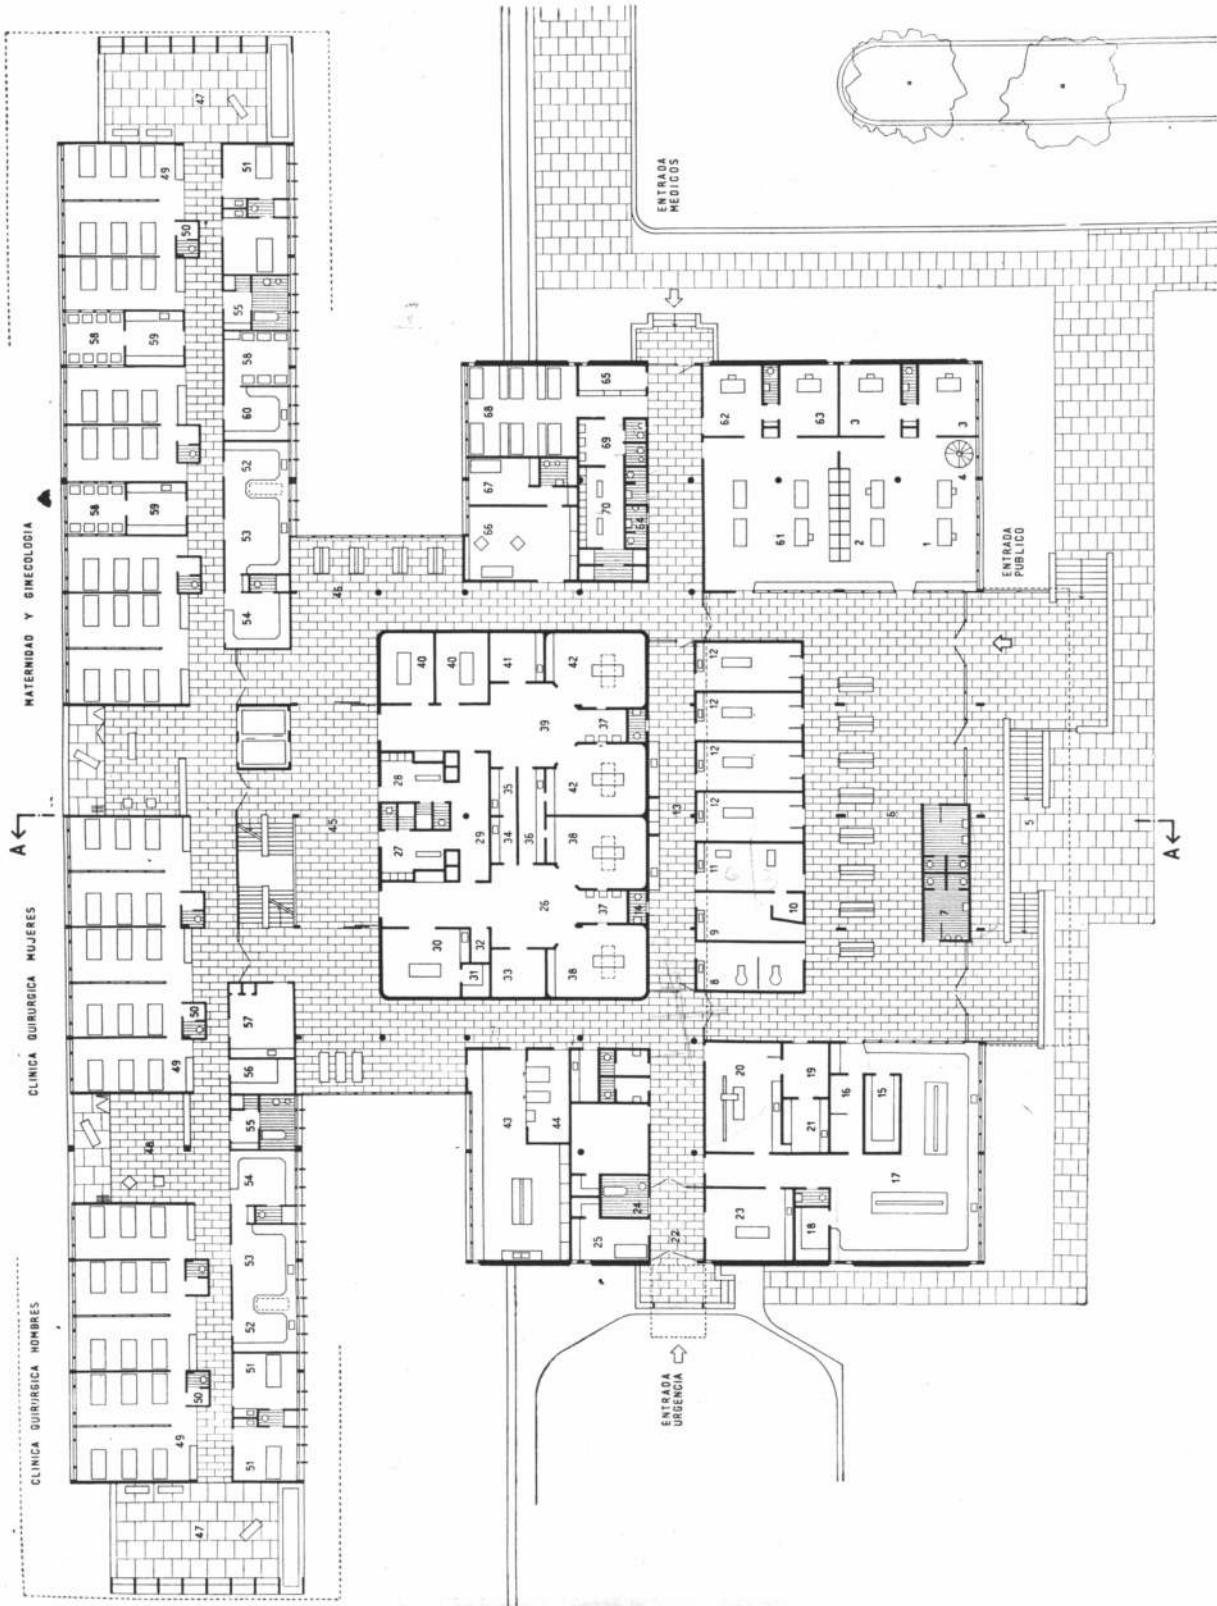 CLINICA QUIRURGICA HOMBRES
CLINICA QUIRURGICA MUJERES
MATERNIDAD Y GINECOLOGIA
A
58 58
48 59 59
49 49 49
50 50 50
47 47
51 51 52 53 54 55 56 57 54 53 52 60 58 55 51
45 46
27 28 40
30 40
31 32 29 66 67 68
43 33 34 35 41
36
26 39
44
38 38 42 42
25 37 37
70 69 65
24 14 64
22 13
ENTRADA
URGENCIA
ENTRADA
MEDICOS
8 9 11 12 12 12 12 62
23 20
61
10 19
18 21 63
16 2 3
17 15 6
7 1
4 3
ENTRADA
PUBLICO
5
A